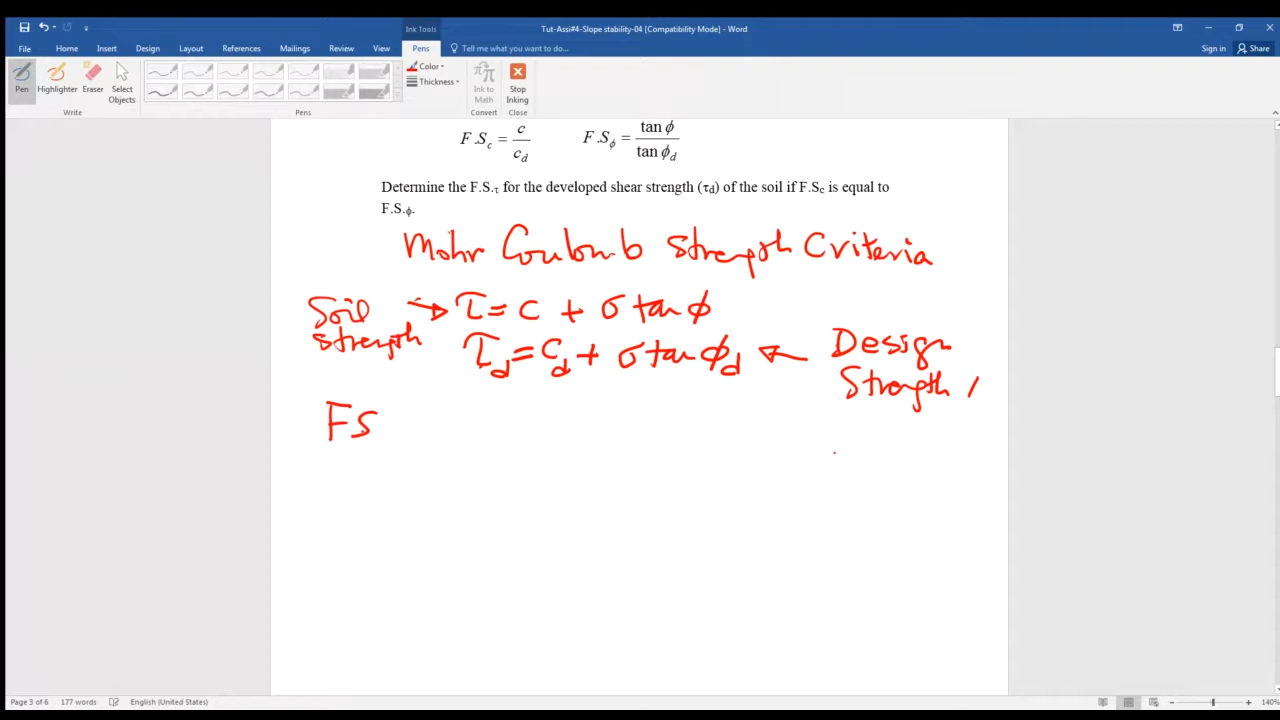 Ink Tools
Tut-Assi#4-Slope stability-04 [Compatibility Mode] - Word
File Home Insert Design Layout References Mailings Review View Pens Tell me what you want to do... Sign in Share
Pen Highlighter Eraser Select Objects
Color
Thickness
Ink to Math
Stop Inking
Write Pens Convert Close
F.S_c = c / c_d F.S_ϕ = tan ϕ / tan ϕ_d
Determine the F.S.τ for the developed shear strength (τd) of the soil if F.Sc is equal to
F.S.ϕ.
Mohr Coulomb Strength Criteria
Soil strength → τ = c + σ tan ϕ
τ_d = c_d + σ tan ϕ_d ← Design Strength
FS
Page 3 of 6 177 words English (United States) 140%